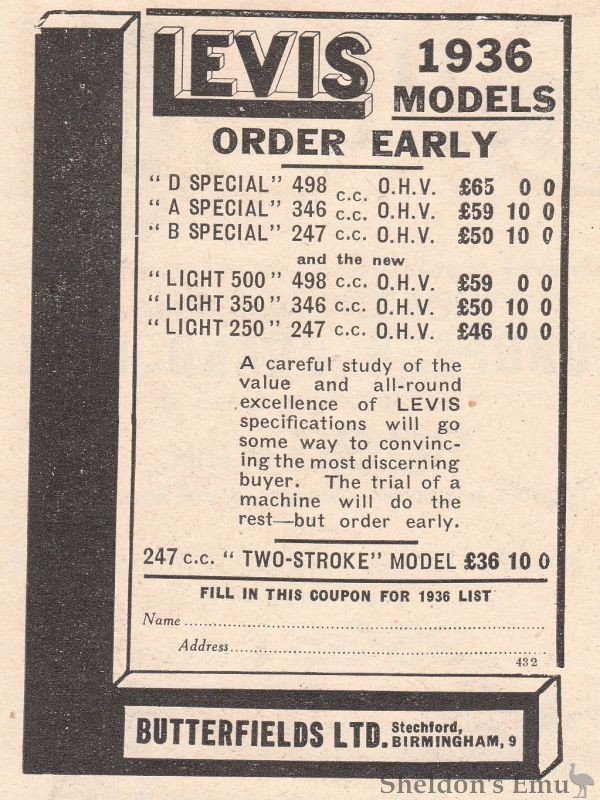 LEVIS
1936
MODELS
ORDER EARLY
"D SPECIAL" 498 c.c. O.H.V. £65 0 0
"A SPECIAL" 346 c.c. O.H.V. £59 10 0
"B SPECIAL" 247 c.c. O.H.V. £50 10 0
and the new
"LIGHT 500" 498 c.c. O.H.V. £59 0 0
"LIGHT 350" 346 c.c. O.H.V. £50 10 0
"LIGHT 250" 247 c.c. O.H.V. £46 10 0
A careful study of the
value and all-round
excellence of LEVIS
specifications will go
some way to convinc-
ing the most discerning
buyer. The trial of a
machine will do the
rest—but order early.
247 c.c. "TWO-STROKE" MODEL £36 10 0
FILL IN THIS COUPON FOR 1936 LIST
Name
Address
432
BUTTERFIELDS LTD. Stechford,
BIRMINGHAM, 9
Sheldon's Emu